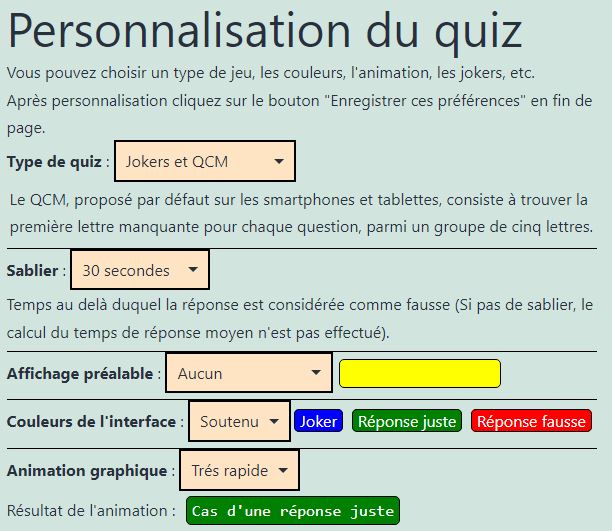 Personnalisation du quiz
Vous pouvez choisir un type de jeu, les couleurs, l'animation, les jokers, etc.
Après personnalisation cliquez sur le bouton "Enregistrer ces préférences" en fin de
page.
Type de quiz : Jokers et QCM
Le QCM, proposé par défaut sur les smartphones et tablettes, consiste à trouver la
première lettre manquante pour chaque question, parmi un groupe de cinq lettres.
Sablier : 30 secondes
Temps au delà duquel la réponse est considérée comme fausse (Si pas de sablier, le
calcul du temps de réponse moyen n'est pas effectué).
Affichage préalable : Aucun
Couleurs de l'interface : Soutenu Joker Réponse juste Réponse fausse
Animation graphique : Trés rapide
Résultat de l'animation : Cas d'une réponse juste